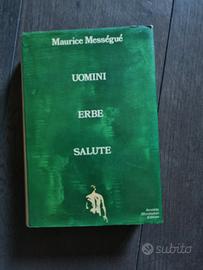 Maurice Mességué
UOMINI
ERBE
SALUTE
Arnoldo
Mondadori
Editore
subito